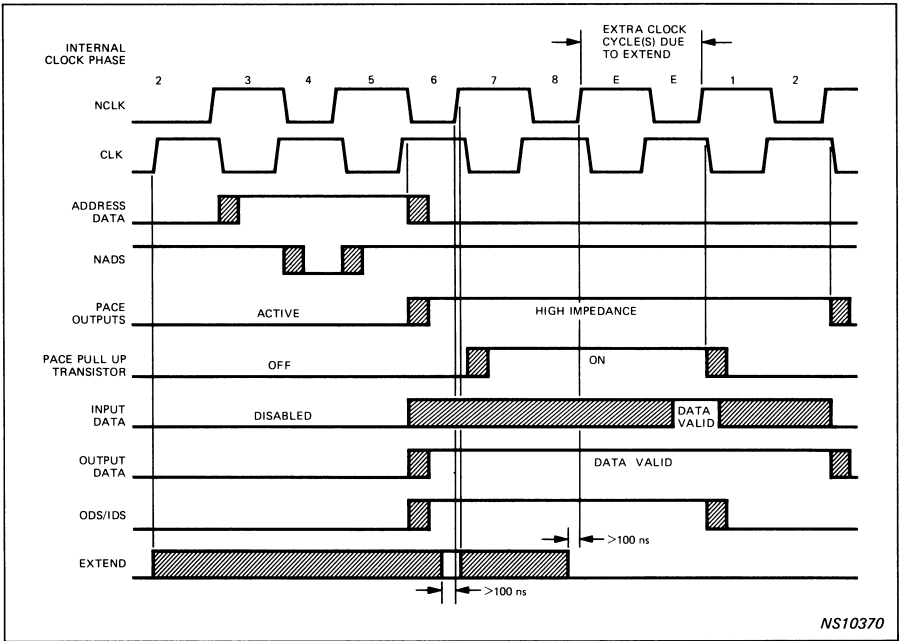 EXTRA CLOCK
CYCLE(S) DUE
TO EXTEND
INTERNAL
CLOCK PHASE
2 3 4 5 6 7 8 E E 1 2
NCLK
CLK
ADDRESS
DATA
NADS
PACE
OUTPUTS
ACTIVE
HIGH IMPEDANCE
PACE PULL UP
TRANSISTOR
OFF
ON
INPUT
DATA
DISABLED
DATA
VALID
OUTPUT
DATA
DATA VALID
ODS/IDS
>100 ns
EXTEND
>100 ns
NS10370